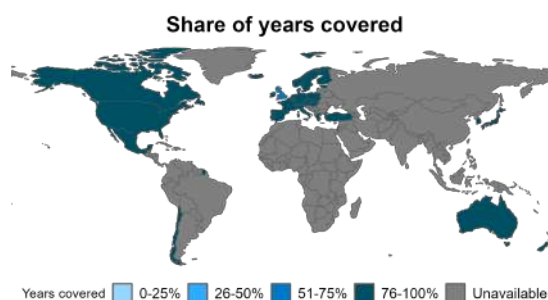 Share of years covered
Years covered 0-25% 26-50% 51-75% 76-100% Unavailable